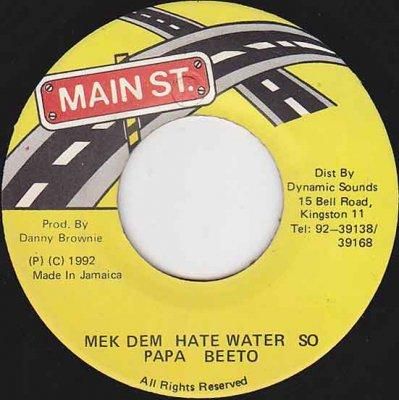 MAIN ST.
Dist By
Dynamic Sounds
15 Bell Road,
Kingston 11
Tel: 92-39138/
39168
Prod. By
Danny Brownie
(P) (C) 1992
Made In Jamaica
MEK DEM HATE WATER SO
PAPA BEETO
All Rights Reserved